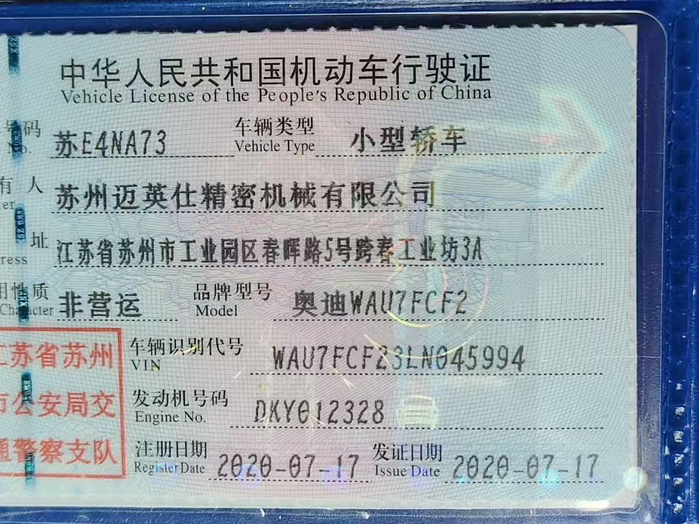 中华人民共和国机动车行驶证
Vehicle License of the People's Republic of China
号码 苏E4NA73 车辆类型 小型轿车
No. Vehicle Type
有人 苏州迈英仕精密机械有限公司
址 江苏省苏州市工业园区春晖路5号跨春工业坊3A
ress
用性质 非营运 品牌型号 奥迪WAU7FCF2
Character Model
江苏省苏州 车辆识别代号 WAU7FCF23LN045994
VIN
市公安局交 发动机号码 DKY012328
Engine No.
通警察支队 注册日期 2020-07-17 发证日期 2020-07-17
Register Date Issue Date